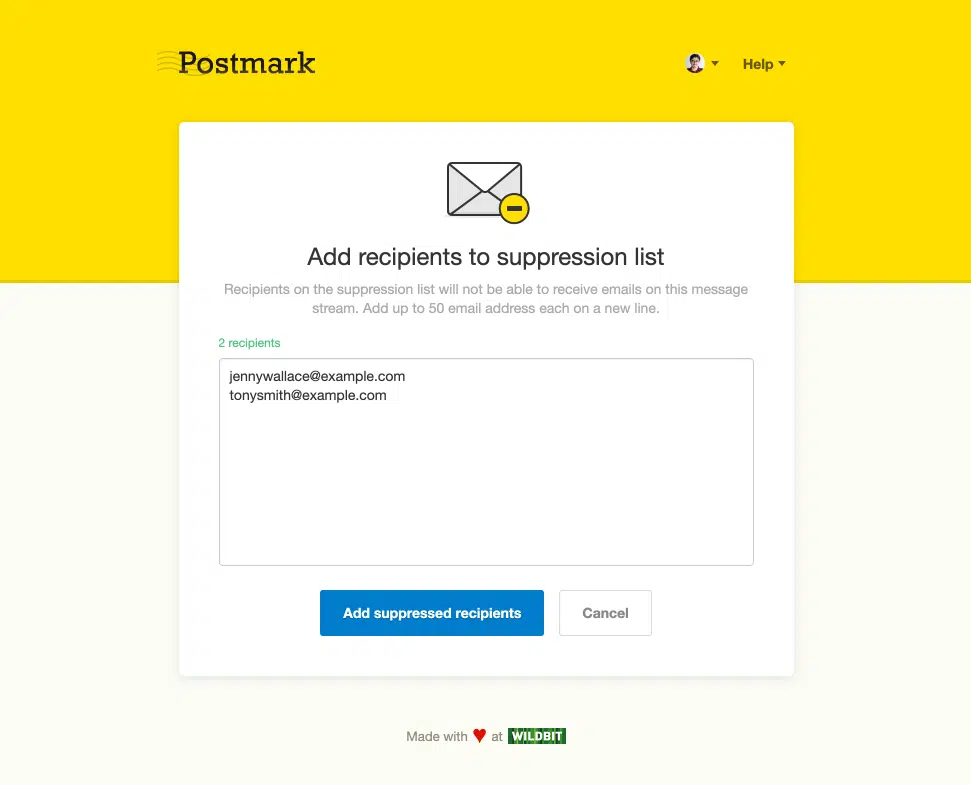 Postmark
Help
Add recipients to suppression list
Recipients on the suppression list will not be able to receive emails on this message
stream. Add up to 50 email address each on a new line.
2 recipients
jennywallace@example.com
tonysmith@example.com
Add suppressed recipients
Cancel
Made with ♥ at WILDBIT